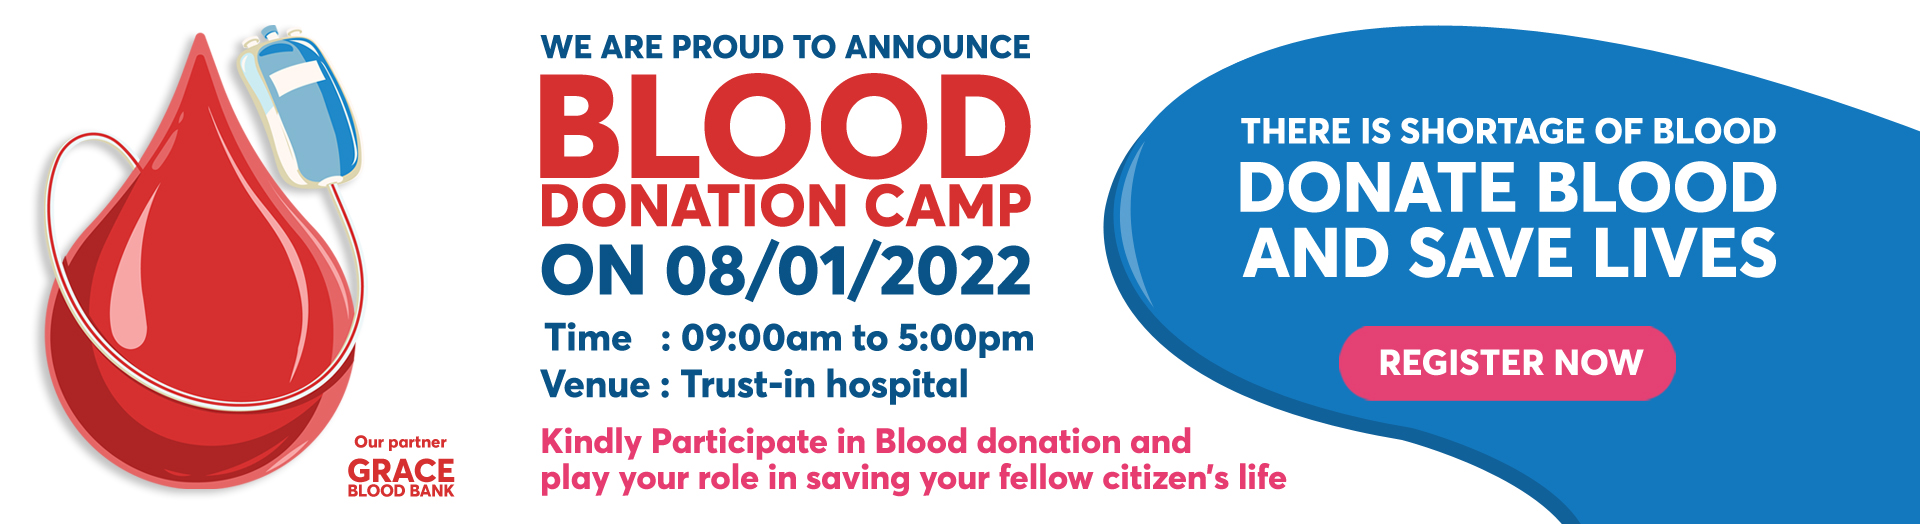 WE ARE PROUD TO ANNOUNCE
BLOOD
DONATION CAMP
ON 08/01/2022
Time : 09:00am to 5:00pm
Venue : Trust-in hospital
Kindly Participate in Blood donation and
play your role in saving your fellow citizen's life
Our partner
GRACE
BLOOD BANK
THERE IS SHORTAGE OF BLOOD
DONATE BLOOD
AND SAVE LIVES
REGISTER NOW